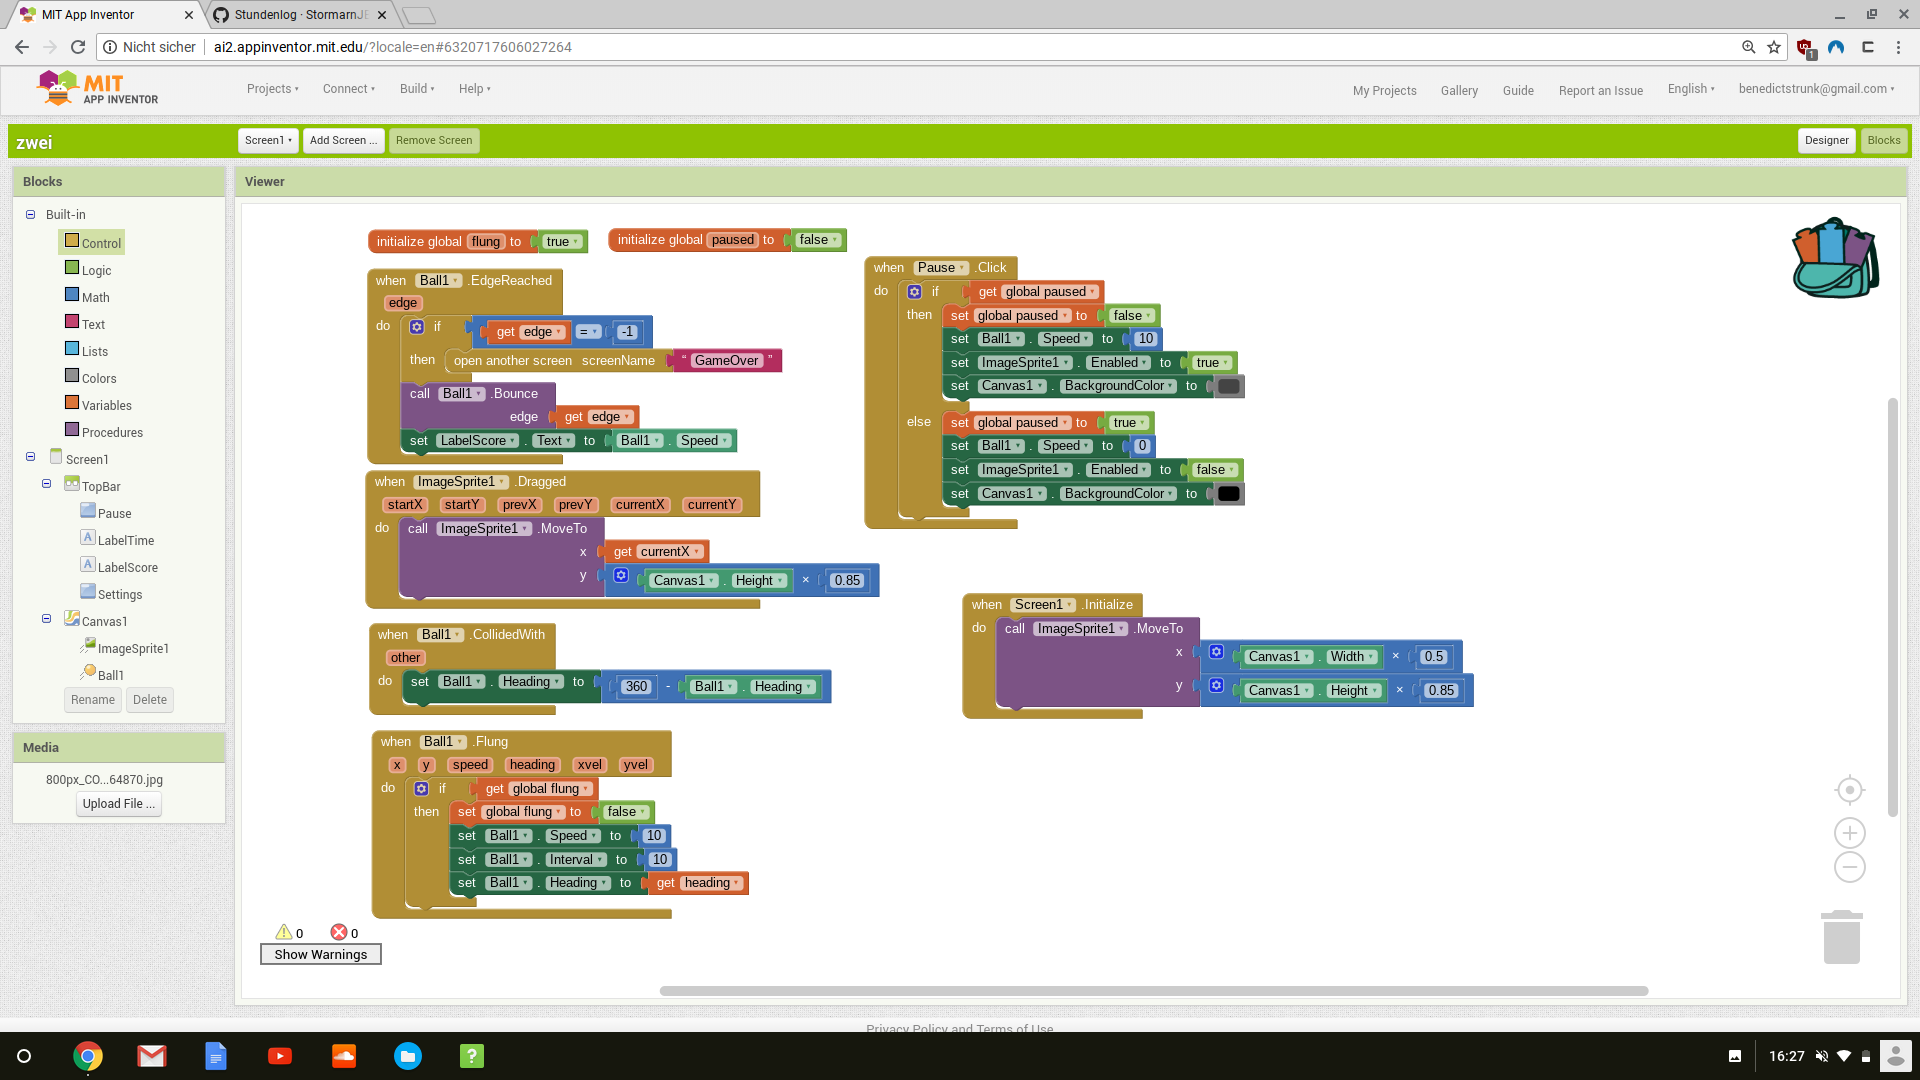 MIT App Inventor
Stundenlog · StormarnJ
Nicht sicher
ai2.appinventor.mit.edu/?locale=en#6320717606027264
1
MIT
APP INVENTOR
Projects
Connect
Build
Help
My Projects
Gallery
Guide
Report an Issue
English
benedictstrunk@gmail.com
zwei
Screen1
Add Screen ...
Remove Screen
Designer
Blocks
Blocks
Built-in
Control
Logic
Math
Text
Lists
Colors
Variables
Procedures
Screen1
TopBar
Pause
LabelTime
LabelScore
Settings
Canvas1
ImageSprite1
Ball1
Rename
Delete
Media
800px_CO...64870.jpg
Upload File ...
Viewer
initialize global flung to true
initialize global paused to false
when Ball1 .EdgeReached
edge
do if get edge = -1
then open another screen screenName “ GameOver ”
call Ball1 .Bounce
edge get edge
set LabelScore . Text to Ball1 . Speed
when ImageSprite1 .Dragged
startX startY prevX prevY currentX currentY
do call ImageSprite1 .MoveTo
x get currentX
y Canvas1 . Height × 0.85
when Ball1 .CollidedWith
other
do set Ball1 . Heading to 360 - Ball1 . Heading
when Ball1 .Flung
x y speed heading xvel yvel
do if get global flung
then set global flung to false
set Ball1 . Speed to 10
set Ball1 . Interval to 10
set Ball1 . Heading to get heading
when Pause .Click
do if get global paused
then set global paused to false
set Ball1 . Speed to 10
set ImageSprite1 . Enabled to true
set Canvas1 . BackgroundColor to
else set global paused to true
set Ball1 . Speed to 0
set ImageSprite1 . Enabled to false
set Canvas1 . BackgroundColor to
when Screen1 .Initialize
do call ImageSprite1 .MoveTo
x Canvas1 . Width × 0.5
y Canvas1 . Height × 0.85
0 0
Show Warnings
Privacy Policy and Terms of Use
16:27